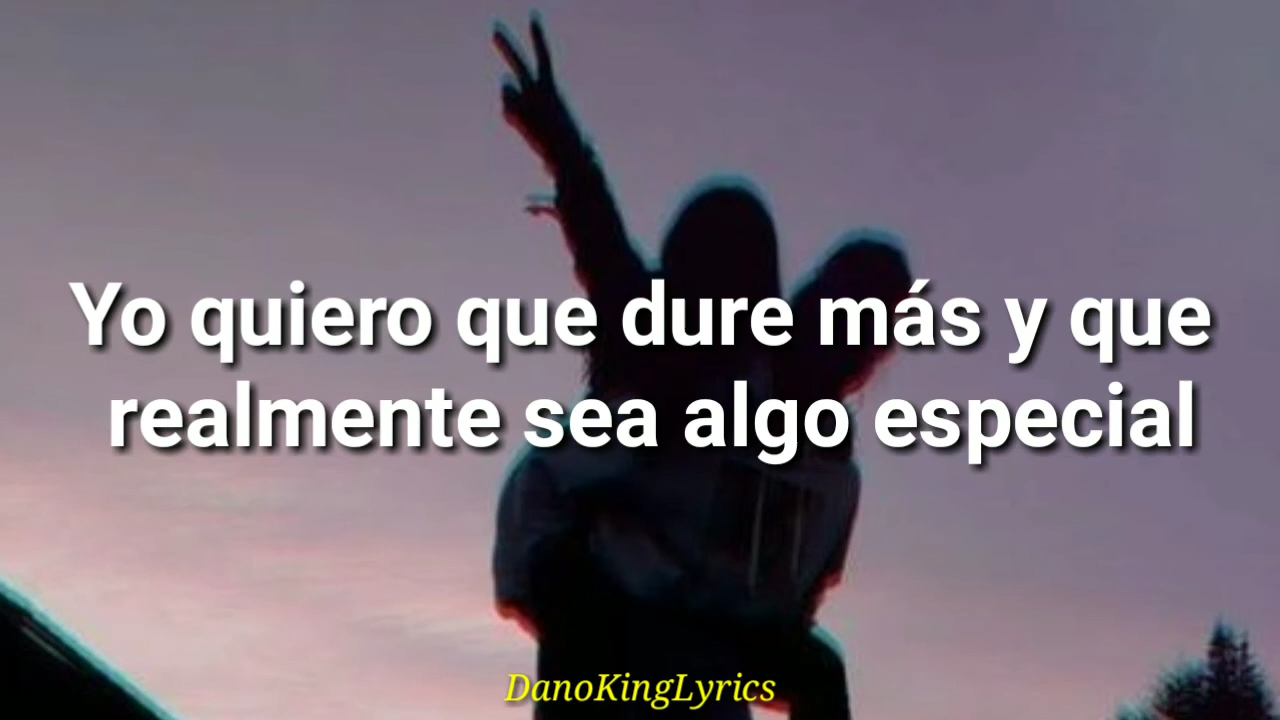 Yo quiero que dure más y que
realmente sea algo especial
DanoKingLyrics